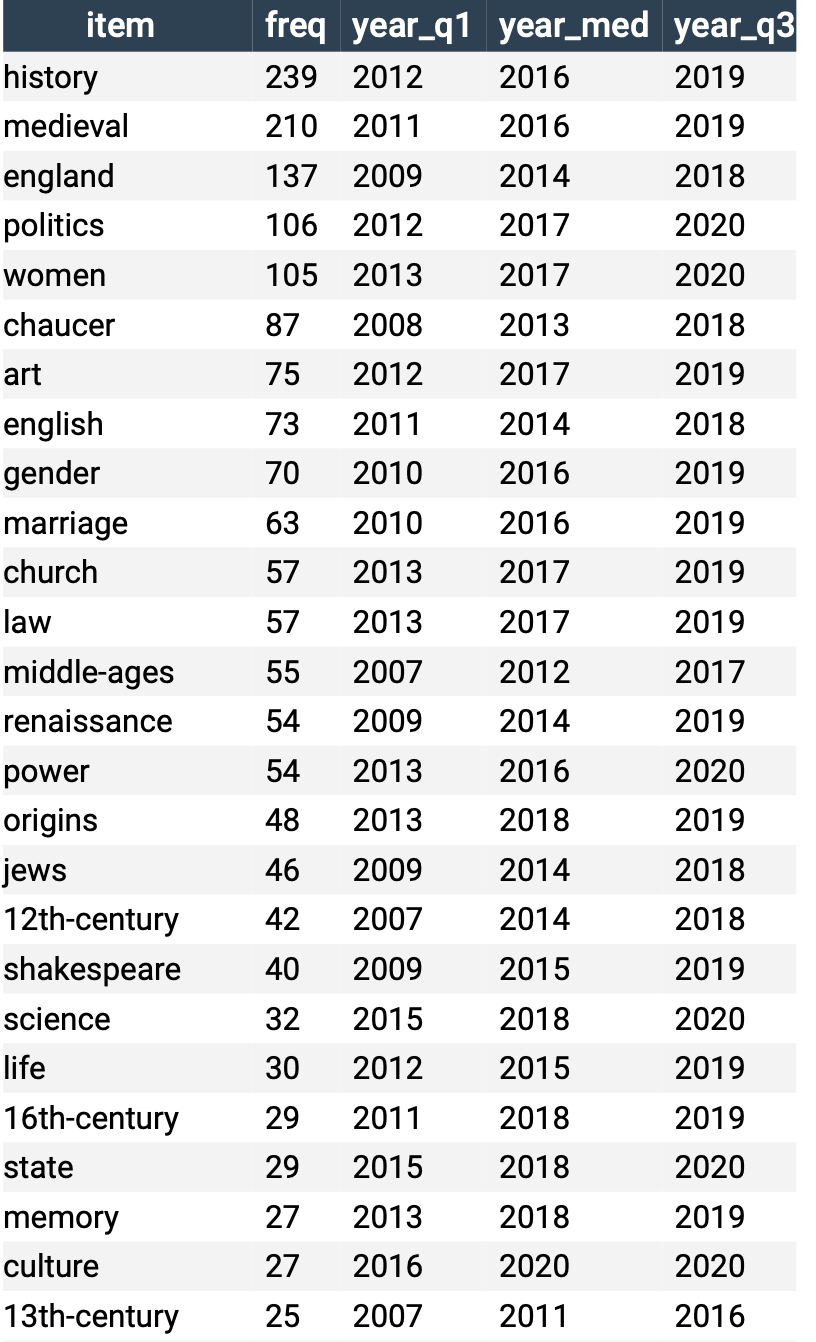 item freq year_q1 year_med year_q3
history 239 2012 2016 2019
medieval 210 2011 2016 2019
england 137 2009 2014 2018
politics 106 2012 2017 2020
women 105 2013 2017 2020
chaucer 87 2008 2013 2018
art 75 2012 2017 2019
english 73 2011 2014 2018
gender 70 2010 2016 2019
marriage 63 2010 2016 2019
church 57 2013 2017 2019
law 57 2013 2017 2019
middle-ages 55 2007 2012 2017
renaissance 54 2009 2014 2019
power 54 2013 2016 2020
origins 48 2013 2018 2019
jews 46 2009 2014 2018
12th-century 42 2007 2014 2018
shakespeare 40 2009 2015 2019
science 32 2015 2018 2020
life 30 2012 2015 2019
16th-century 29 2011 2018 2019
state 29 2015 2018 2020
memory 27 2013 2018 2019
culture 27 2016 2020 2020
13th-century 25 2007 2011 2016